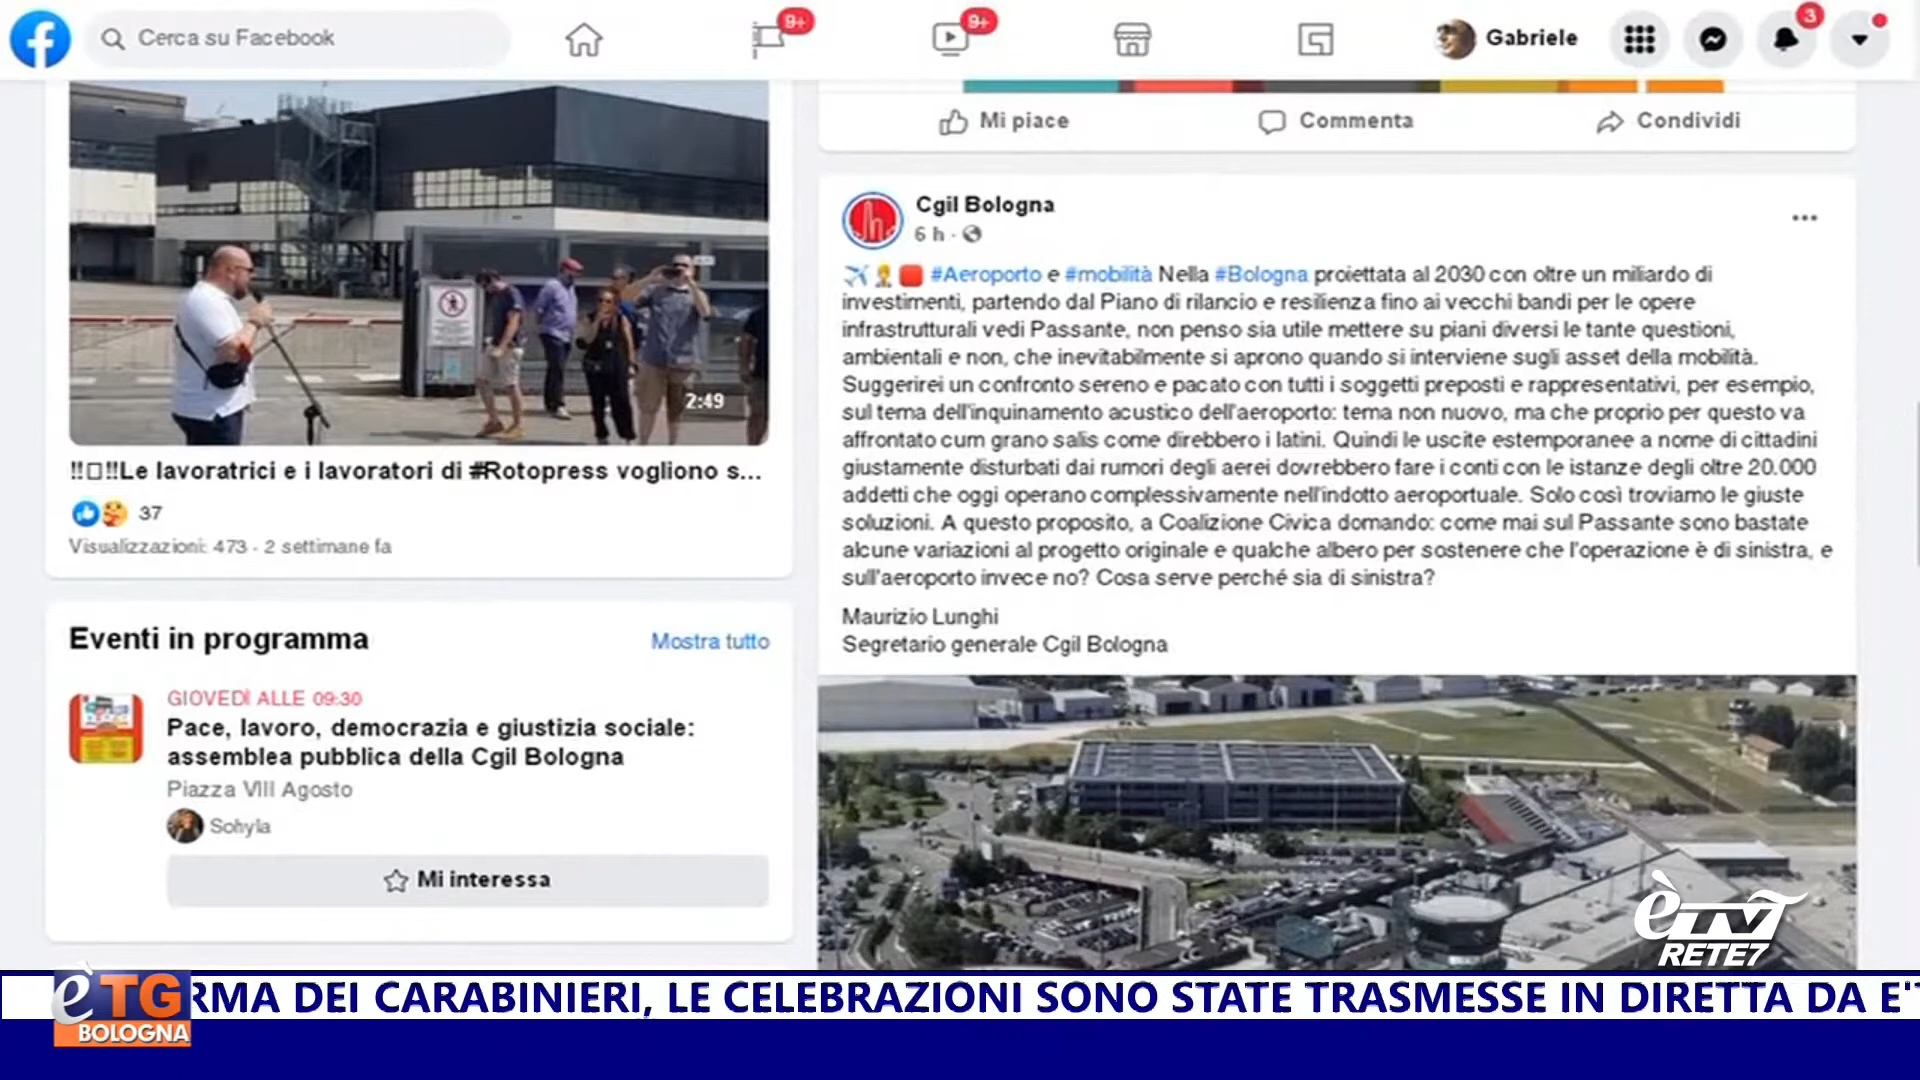 Cerca su Facebook
9+
9+
Gabriele
3
2:49
‼‼Le lavoratrici e i lavoratori di #Rotopress vogliono s...
37
Visualizzazioni: 473 · 2 settimane fa
Eventi in programma
Mostra tutto
GIOVEDÌ ALLE 09:30
Pace, lavoro, democrazia e giustizia sociale:
assemblea pubblica della Cgil Bologna
Piazza VIII Agosto
Sohyla
Mi interessa
Mi piace
Commenta
Condividi
Cgil Bologna
6 h ·
#Aeroporto e #mobilità Nella #Bologna proiettata al 2030 con oltre un miliardo di
investimenti, partendo dal Piano di rilancio e resilienza fino ai vecchi bandi per le opere
infrastrutturali vedi Passante, non penso sia utile mettere su piani diversi le tante questioni,
ambientali e non, che inevitabilmente si aprono quando si interviene sugli asset della mobilità.
Suggerirei un confronto sereno e pacato con tutti i soggetti preposti e rappresentativi, per esempio,
sul tema dell'inquinamento acustico dell'aeroporto: tema non nuovo, ma che proprio per questo va
affrontato cum grano salis come direbbero i latini. Quindi le uscite estemporanee a nome di cittadini
giustamente disturbati dai rumori degli aerei dovrebbero fare i conti con le istanze degli oltre 20.000
addetti che oggi operano complessivamente nell'indotto aeroportuale. Solo così troviamo le giuste
soluzioni. A questo proposito, a Coalizione Civica domando: come mai sul Passante sono bastate
alcune variazioni al progetto originale e qualche albero per sostenere che l'operazione è di sinistra, e
sull'aeroporto invece no? Cosa serve perché sia di sinistra?
Maurizio Lunghi
Segretario generale Cgil Bologna
èTV
RETE7
èTG
BOLOGNA
RMA DEI CARABINIERI, LE CELEBRAZIONI SONO STATE TRASMESSE IN DIRETTA DA E'